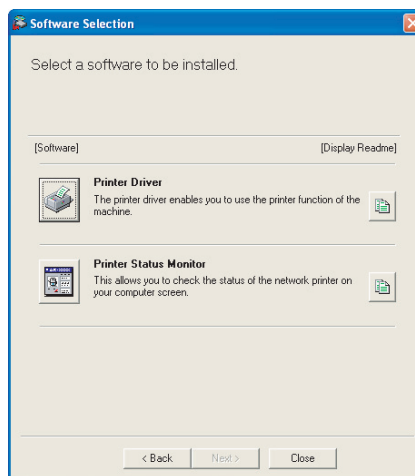 Software Selection
Select a software to be installed.
[Software] [Display Readme]
Printer Driver
The printer driver enables you to use the printer function of the
machine.
Printer Status Monitor
This allows you to check the status of the network printer on
your computer screen.
< Back Next > Close